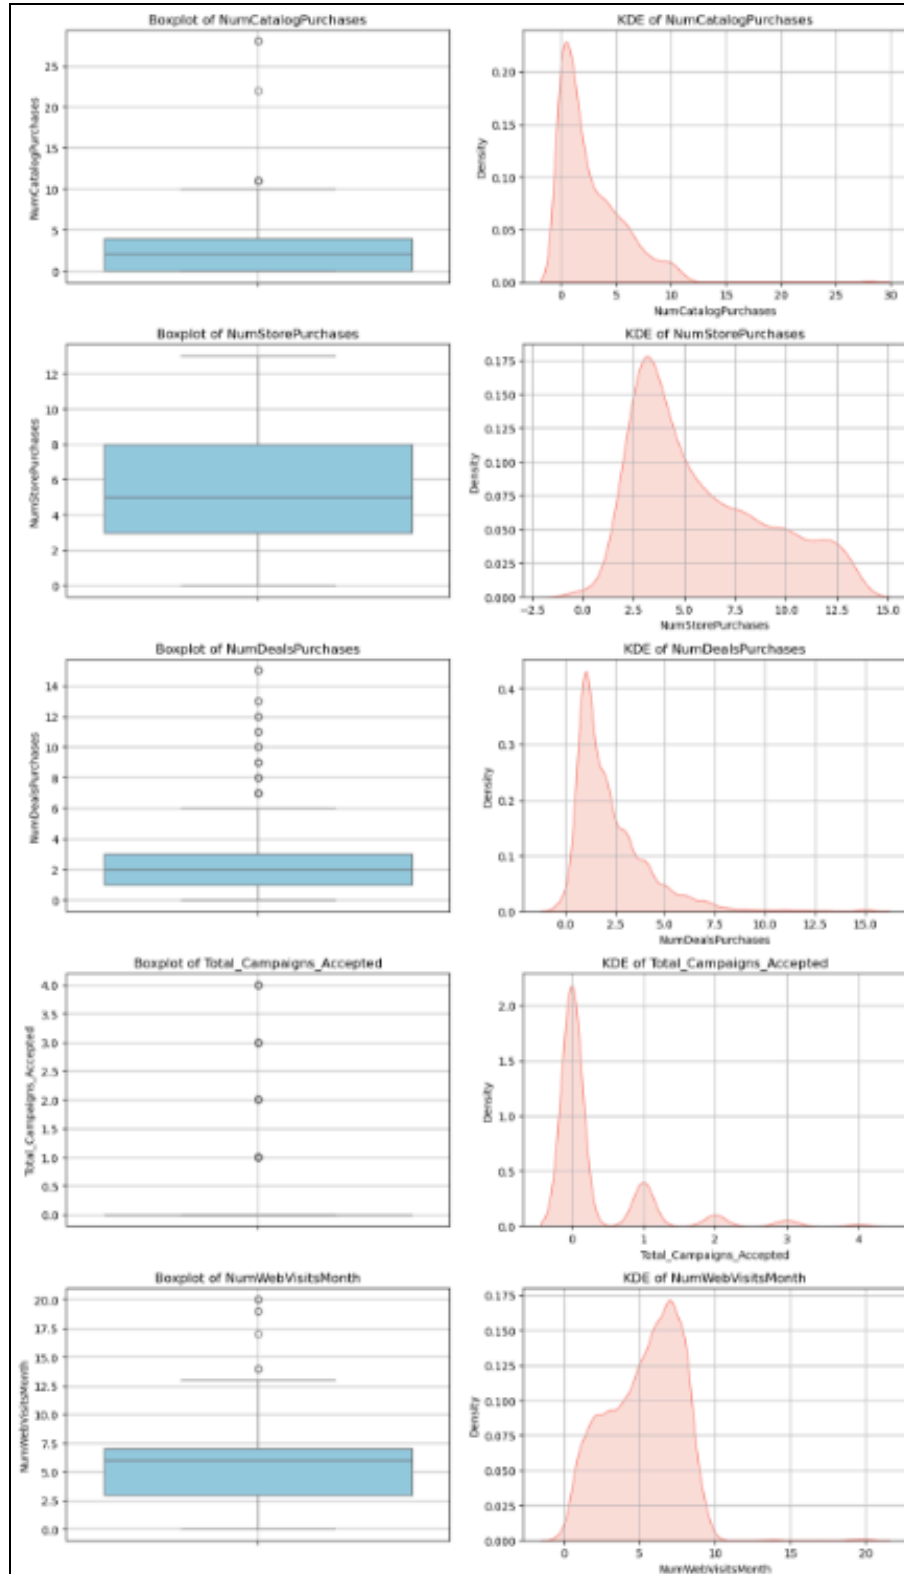 Boxplot of NumCatalogPurchases
NumCatalogPurchases
25
20
15
10
5
0
KDE of NumCatalogPurchases
Density
0.20
0.15
0.10
0.05
0.00
0 5 10 15 20 25 30
NumCatalogPurchases
Boxplot of NumStorePurchases
NumStorePurchases
12
10
8
6
4
2
0
KDE of NumStorePurchases
Density
0.175
0.150
0.125
0.100
0.075
0.050
0.025
0.000
−2.5 0.0 2.5 5.0 7.5 10.0 12.5 15.0
NumStorePurchases
Boxplot of NumDealsPurchases
NumDealsPurchases
14
12
10
8
6
4
2
0
KDE of NumDealsPurchases
Density
0.4
0.3
0.2
0.1
0.0
0.0 2.5 5.0 7.5 10.0 12.5 15.0
NumDealsPurchases
Boxplot of Total_Campaigns_Accepted
Total_Campaigns_Accepted
4.0
3.5
3.0
2.5
2.0
1.5
1.0
0.5
0.0
KDE of Total_Campaigns_Accepted
Density
2.0
1.5
1.0
0.5
0.0
0 1 2 3 4
Total_Campaigns_Accepted
Boxplot of NumWebVisitsMonth
NumWebVisitsMonth
20.0
17.5
15.0
12.5
10.0
7.5
5.0
2.5
0.0
KDE of NumWebVisitsMonth
Density
0.175
0.150
0.125
0.100
0.075
0.050
0.025
0.000
0 5 10 15 20
NumWebVisitsMonth